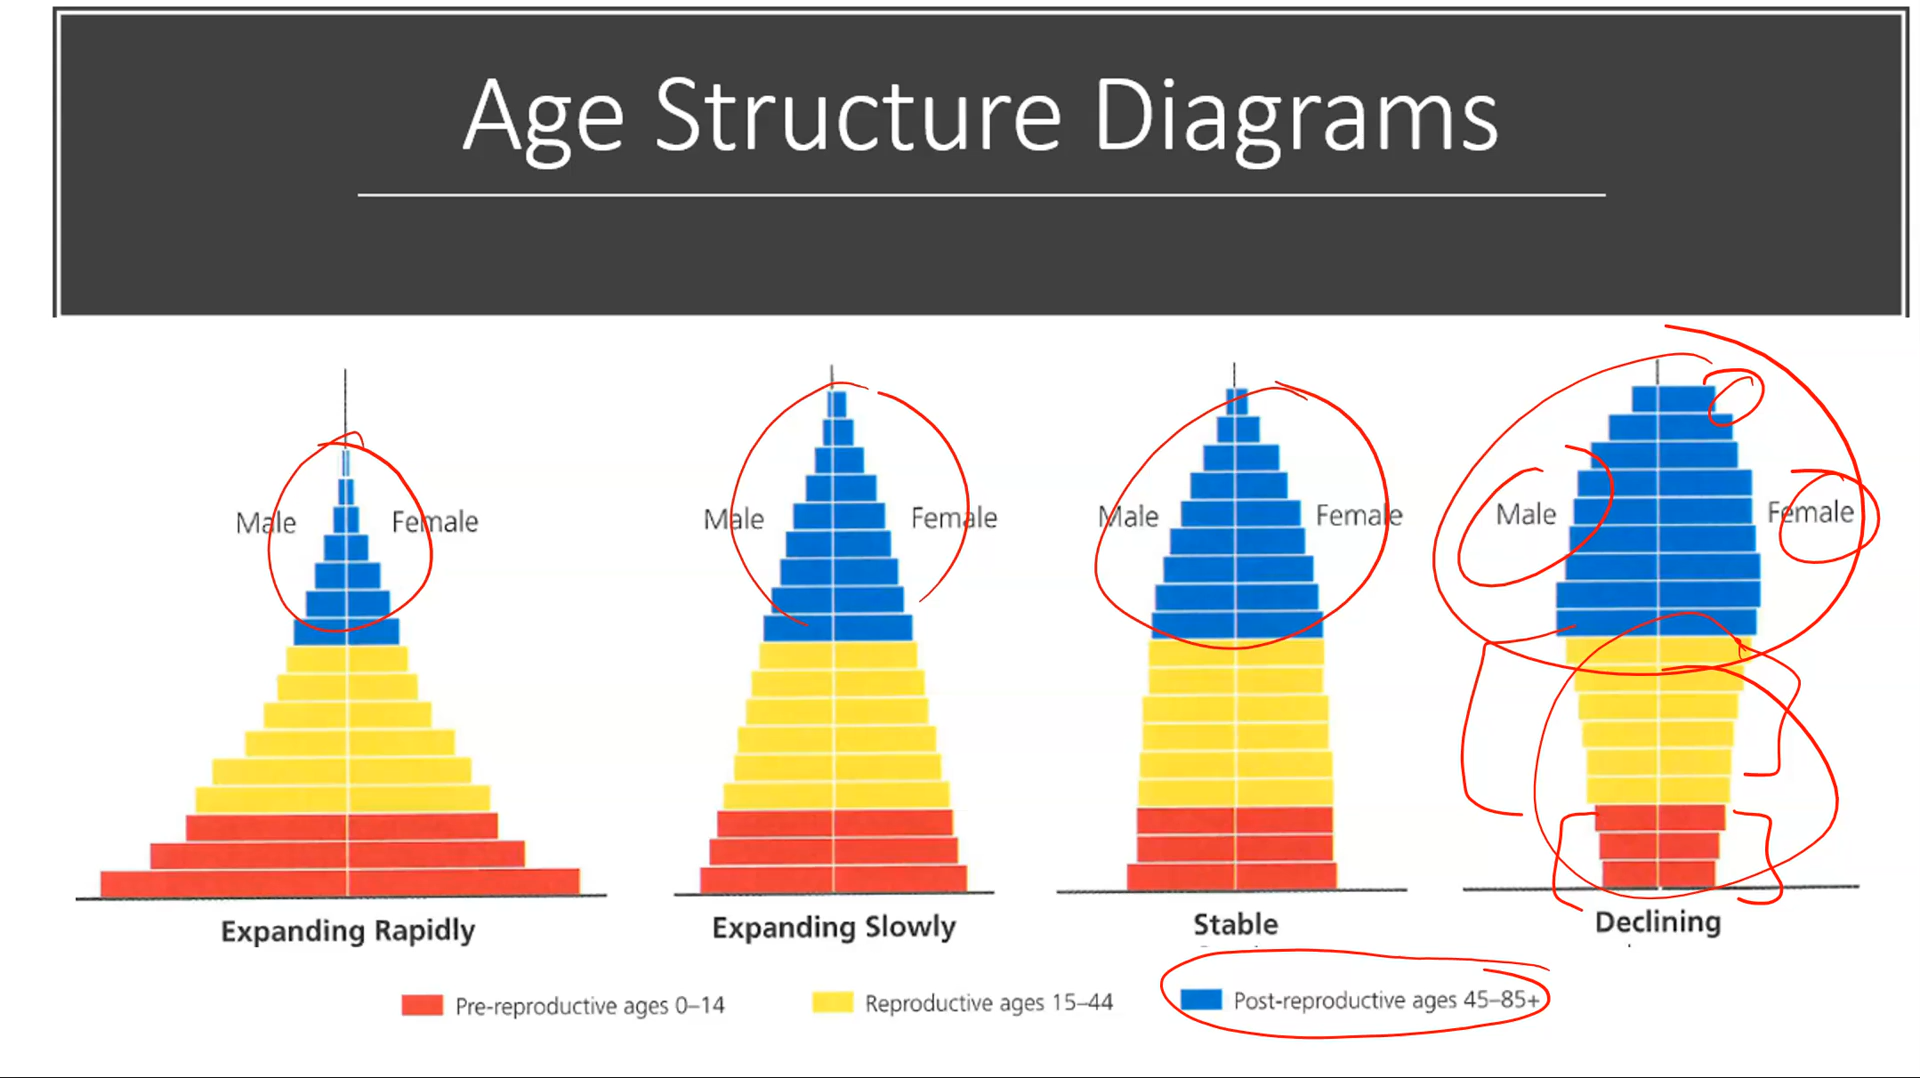 Age Structure Diagrams
Male Female
Male Female
Male Female
Male Female
Expanding Rapidly
Expanding Slowly
Stable
Declining
Pre-reproductive ages 0–14
Reproductive ages 15–44
Post-reproductive ages 45–85+